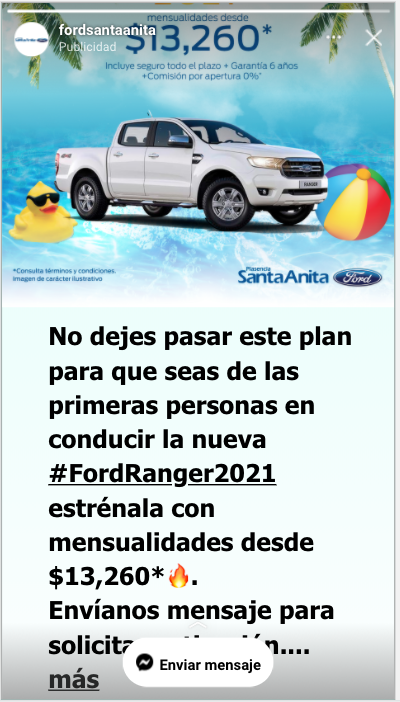 mensualidades desde
$13,260*
fordsantaanita
Publicidad
Incluye seguro todo el plazo + Garantía 6 años
+Comisión por apertura 0%*
*Consulta términos y condiciones.
imagen de carácter ilustrativo
Plasencia
SantaAnita
Ford
No dejes pasar este plan
para que seas de las
primeras personas en
conducir la nueva
#FordRanger2021
estrénala con
mensualidades desde
$13,260*🔥.
Envíanos mensaje para
más
Enviar mensaje